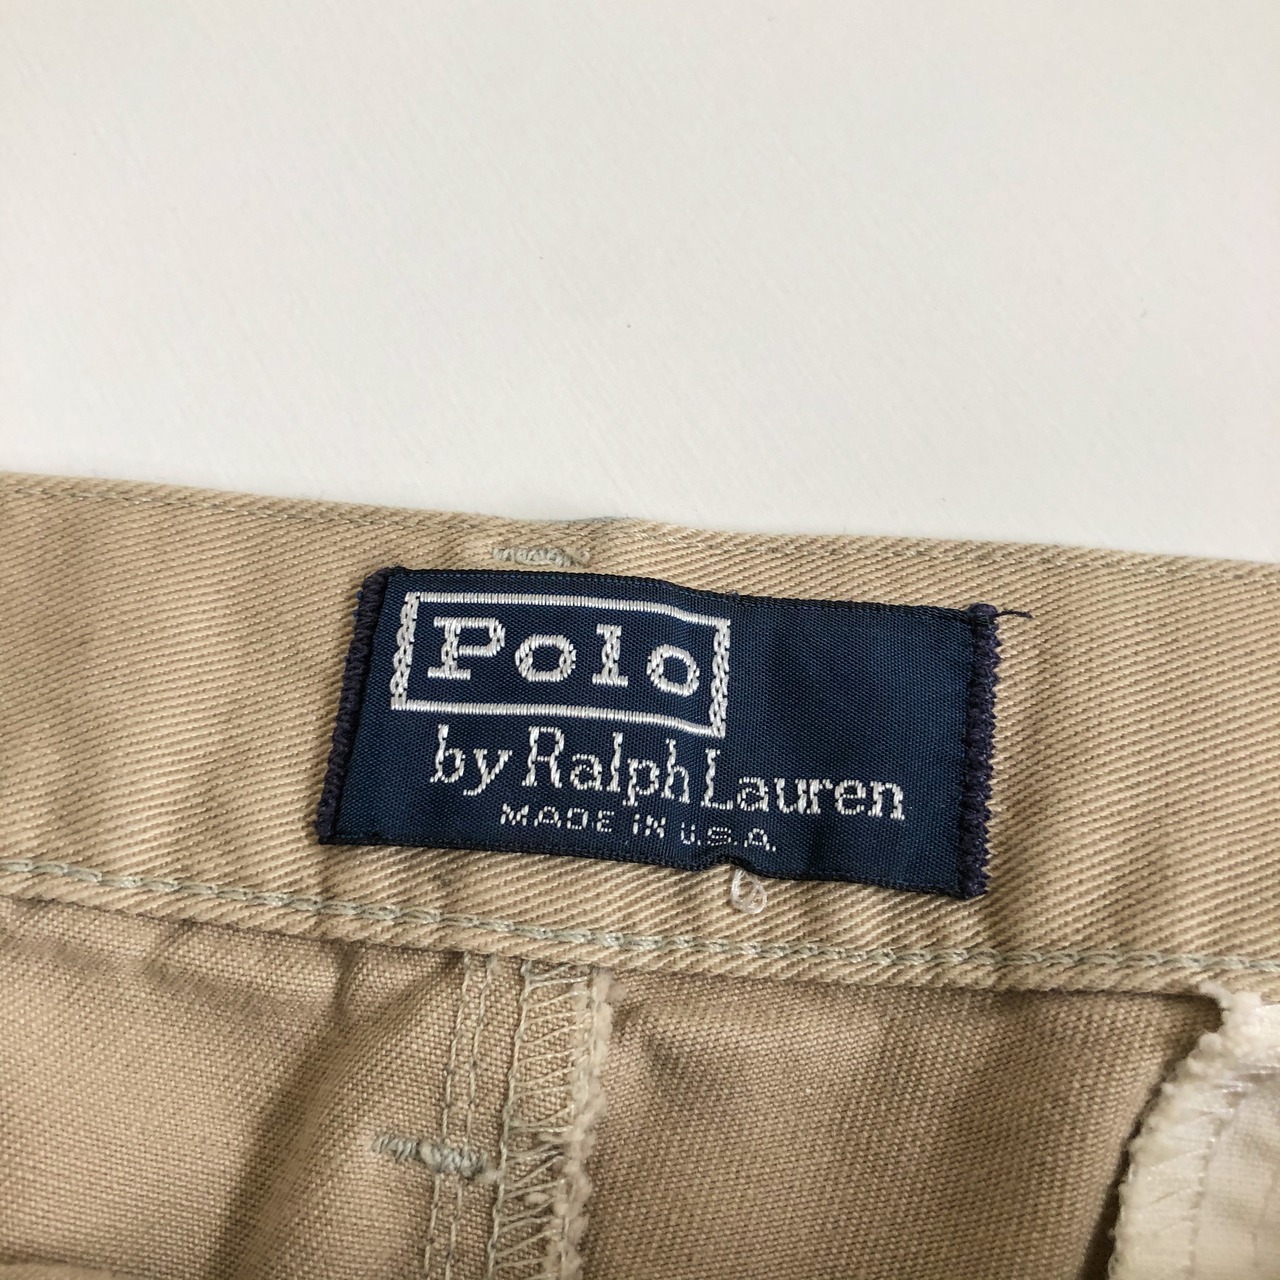 Polo
by Ralph Lauren
MADE IN U.S.A.